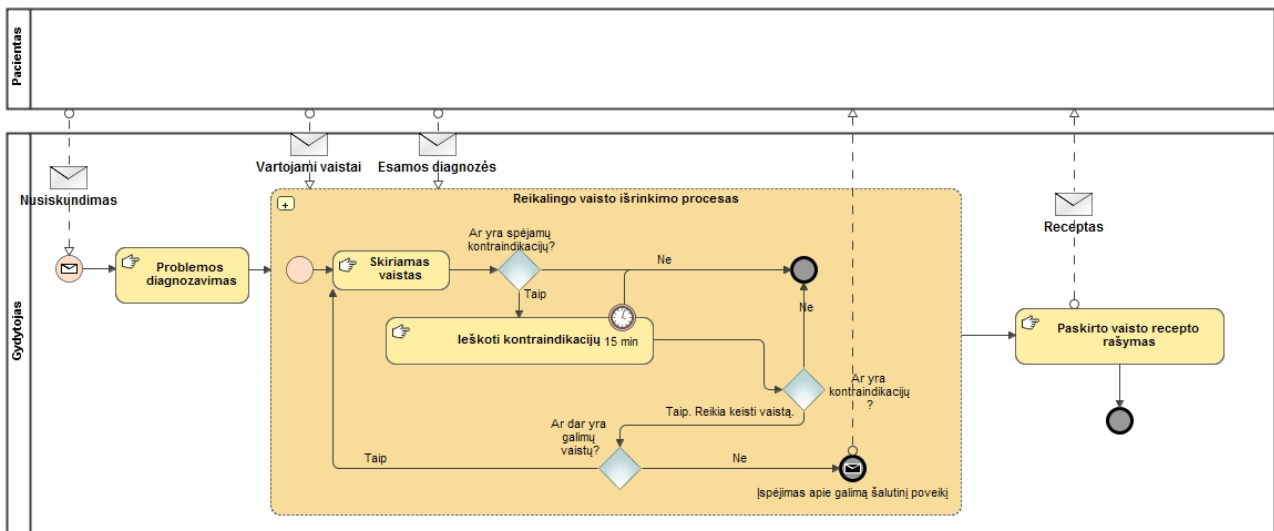 Pacientas
Gydytojas
Nusiskundimas
Vartojami vaistai
Esamos diagnozės
Reikalingo vaisto išrinkimo procesas
Receptas
Problemos
diagnozavimas
Skiriamas
vaistas
Ar yra spėjamų
kontraindikacijų?
Ne
Taip
Ieškoti kontraindikacijų
15 min
Ne
Ar yra
kontraindikacijų
?
Taip. Reikia keisti vaistą.
Ar dar yra
galimų
vaistų?
Taip
Ne
Įspėjimas apie galimą šalutinį poveikį
Paskirto vaisto recepto
rašymas